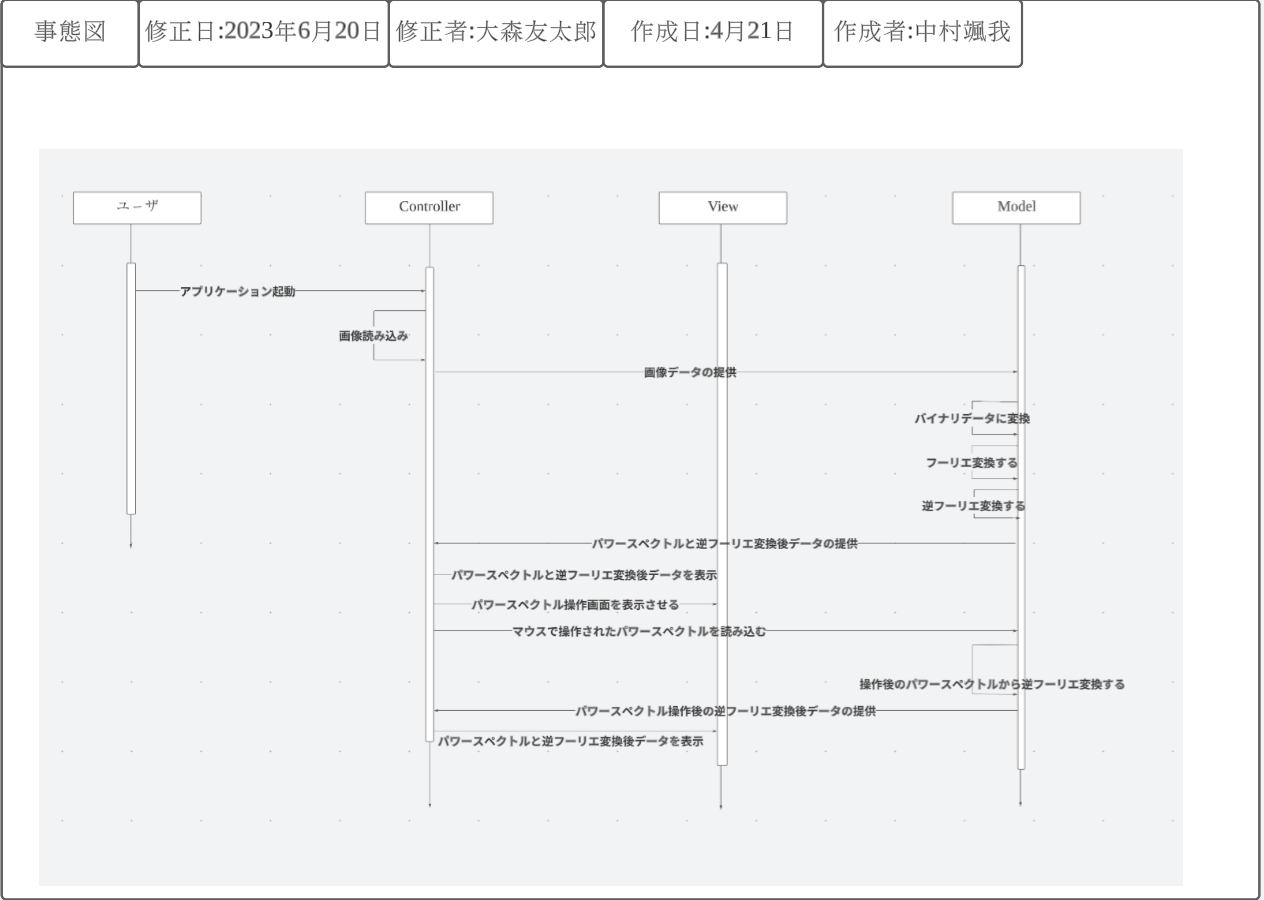 事態図 修正日:2023年6月20日 修正者:大森友太郎 作成日:4月21日 作成者:中村颯我
ユーザ Controller View Model
アプリケーション起動
画像読み込み
画像データの提供
バイナリデータに変換
フーリエ変換する
逆フーリエ変換する
パワースペクトルと逆フーリエ変換後データの提供
パワースペクトルと逆フーリエ変換後データを表示
パワースペクトル操作画面を表示させる
マウスで操作されたパワースペクトルを読み込む
操作後のパワースペクトルから逆フーリエ変換する
パワースペクトル操作後の逆フーリエ変換後データの提供
パワースペクトルと逆フーリエ変換後データを表示